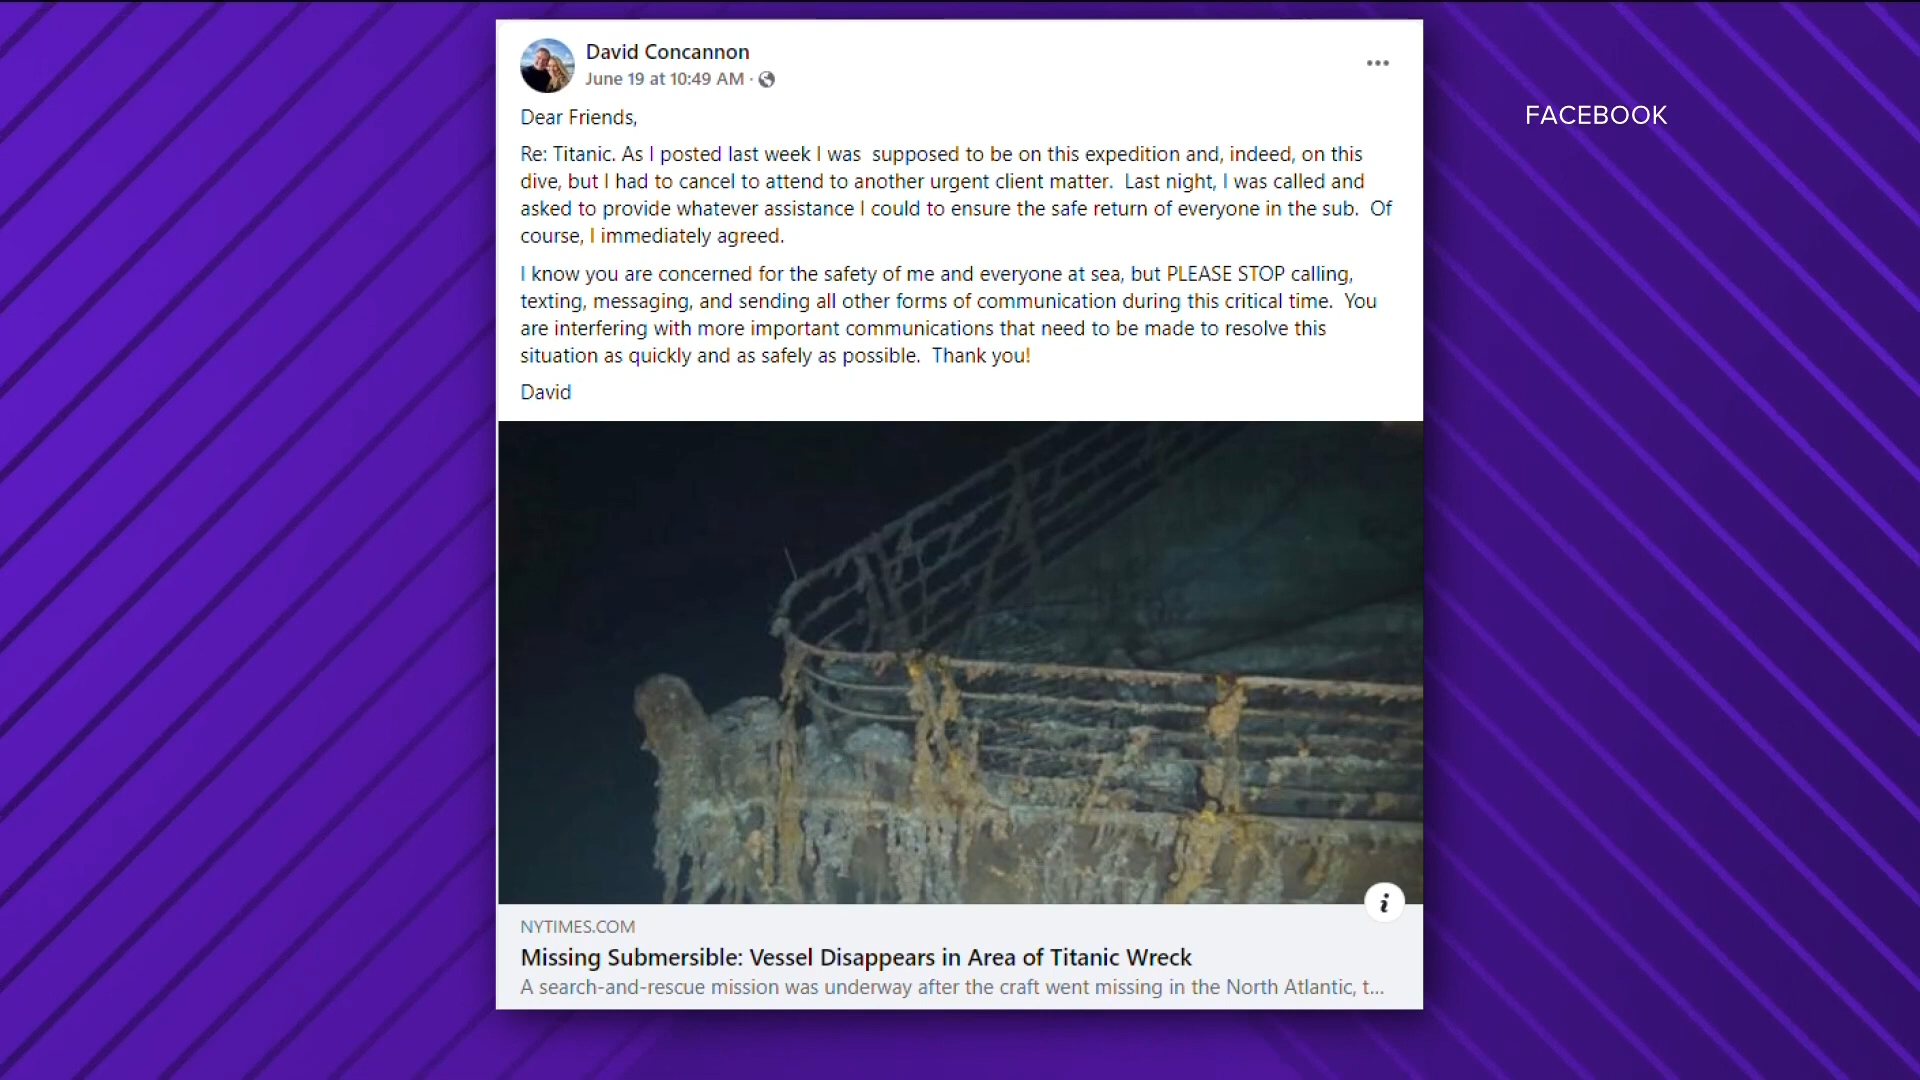 David Concannon
June 19 at 10:49 AM ·
FACEBOOK
Dear Friends,
Re: Titanic. As I posted last week I was  supposed to be on this expedition and, indeed, on this
dive, but I had to cancel to attend to another urgent client matter.  Last night, I was called and
asked to provide whatever assistance I could to ensure the safe return of everyone in the sub.  Of
course, I immediately agreed.
I know you are concerned for the safety of me and everyone at sea, but PLEASE STOP calling,
texting, messaging, and sending all other forms of communication during this critical time.  You
are interfering with more important communications that need to be made to resolve this
situation as quickly and as safely as possible.  Thank you!
David
NYTIMES.COM
Missing Submersible: Vessel Disappears in Area of Titanic Wreck
A search-and-rescue mission was underway after the craft went missing in the North Atlantic, t...